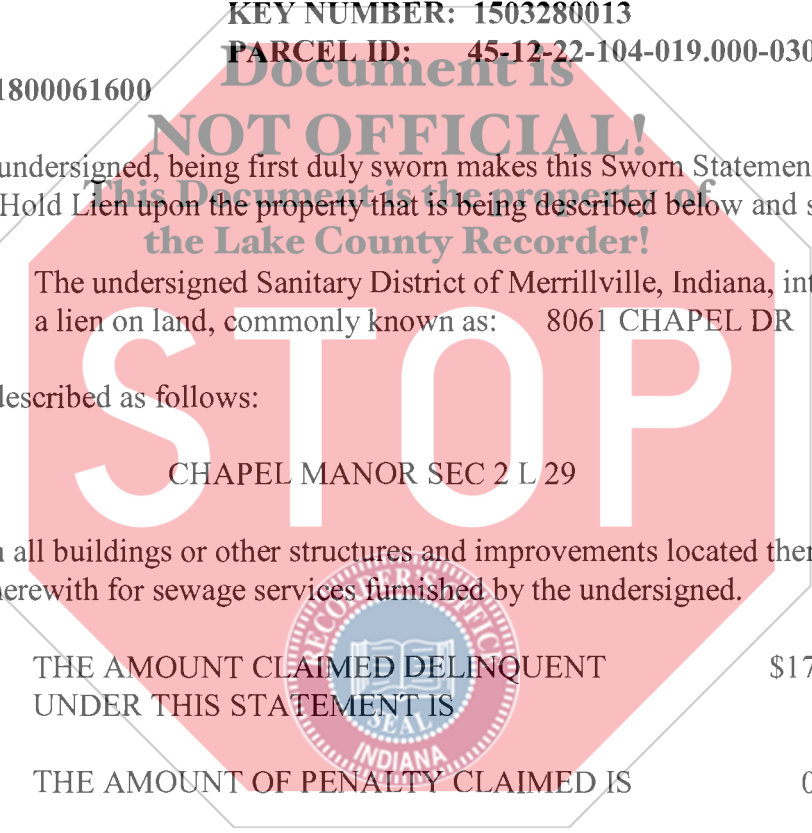 KEY NUMBER: 1503280013
PARCEL ID: 45-12-22-104-019.000-030
1800061600
Document is
NOT OFFICIAL!
undersigned, being first duly sworn makes this Sworn Statemen
This Document is the property of
Hold Lien upon the property that is being described below and s
the Lake County Recorder!
The undersigned Sanitary District of Merrillville, Indiana, int
a lien on land, commonly known as: 8061 CHAPEL DR
STOP
described as follows:
CHAPEL MANOR SEC 2 L 29
all buildings or other structures and improvements located ther
herewith for sewage services furnished by the undersigned.
RECORDER'S OFFICE
THE AMOUNT CLAIMED DELINQUENT $17
UNDER THIS STATEMENT IS
SEAL
INDIANA
THE AMOUNT OF PENALTY CLAIMED IS 0